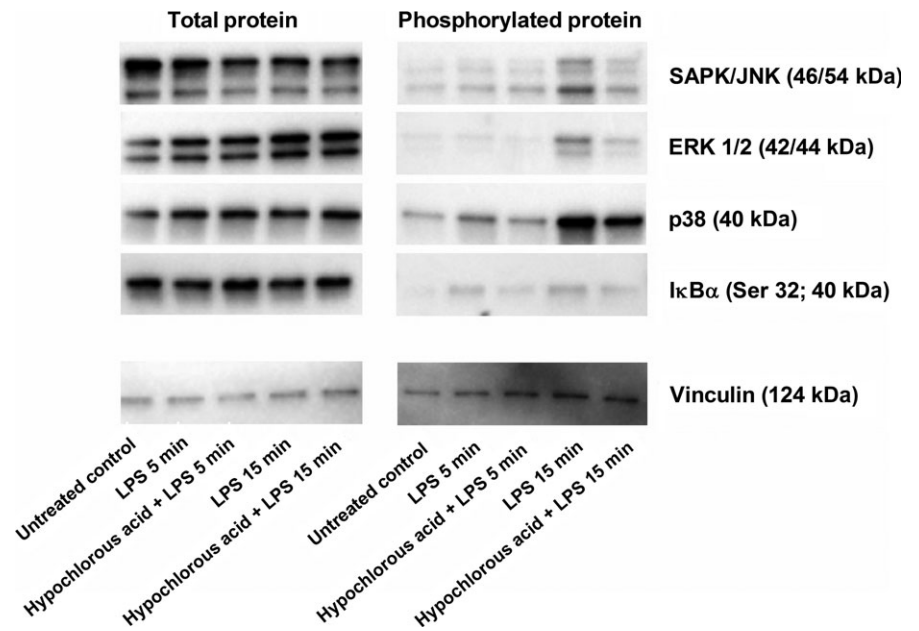 Total protein
Phosphorylated protein
SAPK/JNK (46/54 kDa)
ERK 1/2 (42/44 kDa)
p38 (40 kDa)
IκBα (Ser 32; 40 kDa)
Vinculin (124 kDa)
Untreated control
LPS 5 min
Hypochlorous acid + LPS 5 min
LPS 15 min
Hypochlorous acid + LPS 15 min
Untreated control
LPS 5 min
Hypochlorous acid + LPS 5 min
LPS 15 min
Hypochlorous acid + LPS 15 min